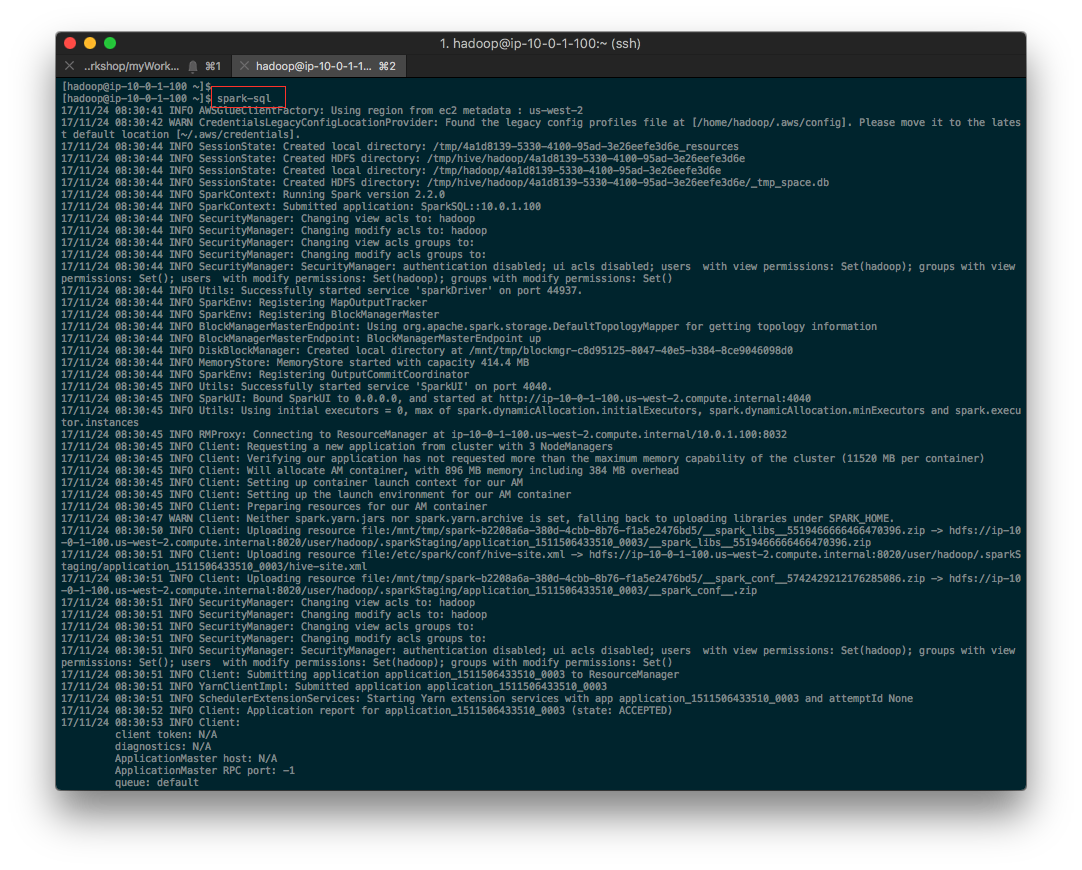 1. hadoop@ip-10-0-1-100:~ (ssh)
..rkshop/myWork... ⌘1 hadoop@ip-10-0-1-1... ⌘2
[hadoop@ip-10-0-1-100 ~]$
[hadoop@ip-10-0-1-100 ~]$ spark-sql
17/11/24 08:30:41 INFO AWSGlueClientFactory: Using region from ec2 metadata : us-west-2
17/11/24 08:30:42 WARN CredentialsLegacyConfigLocationProvider: Found the legacy config profiles file at [/home/hadoop/.aws/config]. Please move it to the lates
t default location [~/.aws/credentials].
17/11/24 08:30:44 INFO SessionState: Created local directory: /tmp/4a1d8139-5330-4100-95ad-3e26eefe3d6e_resources
17/11/24 08:30:44 INFO SessionState: Created HDFS directory: /tmp/hive/hadoop/4a1d8139-5330-4100-95ad-3e26eefe3d6e
17/11/24 08:30:44 INFO SessionState: Created local directory: /tmp/hadoop/4a1d8139-5330-4100-95ad-3e26eefe3d6e
17/11/24 08:30:44 INFO SessionState: Created HDFS directory: /tmp/hive/hadoop/4a1d8139-5330-4100-95ad-3e26eefe3d6e/_tmp_space.db
17/11/24 08:30:44 INFO SparkContext: Running Spark version 2.2.0
17/11/24 08:30:44 INFO SparkContext: Submitted application: SparkSQL::10.0.1.100
17/11/24 08:30:44 INFO SecurityManager: Changing view acls to: hadoop
17/11/24 08:30:44 INFO SecurityManager: Changing modify acls to: hadoop
17/11/24 08:30:44 INFO SecurityManager: Changing view acls groups to:
17/11/24 08:30:44 INFO SecurityManager: Changing modify acls groups to:
17/11/24 08:30:44 INFO SecurityManager: SecurityManager: authentication disabled; ui acls disabled; users  with view permissions: Set(hadoop); groups with view
permissions: Set(); users  with modify permissions: Set(hadoop); groups with modify permissions: Set()
17/11/24 08:30:44 INFO Utils: Successfully started service 'sparkDriver' on port 44937.
17/11/24 08:30:44 INFO SparkEnv: Registering MapOutputTracker
17/11/24 08:30:44 INFO SparkEnv: Registering BlockManagerMaster
17/11/24 08:30:44 INFO BlockManagerMasterEndpoint: Using org.apache.spark.storage.DefaultTopologyMapper for getting topology information
17/11/24 08:30:44 INFO BlockManagerMasterEndpoint: BlockManagerMasterEndpoint up
17/11/24 08:30:44 INFO DiskBlockManager: Created local directory at /mnt/tmp/blockmgr-c8d95125-8047-40e5-b384-8ce9046098d0
17/11/24 08:30:44 INFO MemoryStore: MemoryStore started with capacity 414.4 MB
17/11/24 08:30:44 INFO SparkEnv: Registering OutputCommitCoordinator
17/11/24 08:30:45 INFO Utils: Successfully started service 'SparkUI' on port 4040.
17/11/24 08:30:45 INFO SparkUI: Bound SparkUI to 0.0.0.0, and started at http://ip-10-0-1-100.us-west-2.compute.internal:4040
17/11/24 08:30:45 INFO Utils: Using initial executors = 0, max of spark.dynamicAllocation.initialExecutors, spark.dynamicAllocation.minExecutors and spark.execu
tor.instances
17/11/24 08:30:45 INFO RMProxy: Connecting to ResourceManager at ip-10-0-1-100.us-west-2.compute.internal/10.0.1.100:8032
17/11/24 08:30:45 INFO Client: Requesting a new application from cluster with 3 NodeManagers
17/11/24 08:30:45 INFO Client: Verifying our application has not requested more than the maximum memory capability of the cluster (11520 MB per container)
17/11/24 08:30:45 INFO Client: Will allocate AM container, with 896 MB memory including 384 MB overhead
17/11/24 08:30:45 INFO Client: Setting up container launch context for our AM
17/11/24 08:30:45 INFO Client: Setting up the launch environment for our AM container
17/11/24 08:30:45 INFO Client: Preparing resources for our AM container
17/11/24 08:30:47 WARN Client: Neither spark.yarn.jars nor spark.yarn.archive is set, falling back to uploading libraries under SPARK_HOME.
17/11/24 08:30:50 INFO Client: Uploading resource file:/mnt/tmp/spark-b2208a6a-380d-4cbb-8b76-f1a5e2476bd5/__spark_libs__5519466666466470396.zip -> hdfs://ip-10
-0-1-100.us-west-2.compute.internal:8020/user/hadoop/.sparkStaging/application_1511506433510_0003/__spark_libs__5519466666466470396.zip
17/11/24 08:30:51 INFO Client: Uploading resource file:/etc/spark/conf/hive-site.xml -> hdfs://ip-10-0-1-100.us-west-2.compute.internal:8020/user/hadoop/.sparkS
taging/application_1511506433510_0003/hive-site.xml
17/11/24 08:30:51 INFO Client: Uploading resource file:/mnt/tmp/spark-b2208a6a-380d-4cbb-8b76-f1a5e2476bd5/__spark_conf__5742429212176285086.zip -> hdfs://ip-10
-0-1-100.us-west-2.compute.internal:8020/user/hadoop/.sparkStaging/application_1511506433510_0003/__spark_conf__.zip
17/11/24 08:30:51 INFO SecurityManager: Changing view acls to: hadoop
17/11/24 08:30:51 INFO SecurityManager: Changing modify acls to: hadoop
17/11/24 08:30:51 INFO SecurityManager: Changing view acls groups to:
17/11/24 08:30:51 INFO SecurityManager: Changing modify acls groups to:
17/11/24 08:30:51 INFO SecurityManager: SecurityManager: authentication disabled; ui acls disabled; users  with view permissions: Set(hadoop); groups with view
permissions: Set(); users  with modify permissions: Set(hadoop); groups with modify permissions: Set()
17/11/24 08:30:51 INFO Client: Submitting application application_1511506433510_0003 to ResourceManager
17/11/24 08:30:51 INFO YarnClientImpl: Submitted application application_1511506433510_0003
17/11/24 08:30:51 INFO SchedulerExtensionServices: Starting Yarn extension services with app application_1511506433510_0003 and attemptId None
17/11/24 08:30:52 INFO Client: Application report for application_1511506433510_0003 (state: ACCEPTED)
17/11/24 08:30:53 INFO Client:
client token: N/A
diagnostics: N/A
ApplicationMaster host: N/A
ApplicationMaster RPC port: -1
queue: default